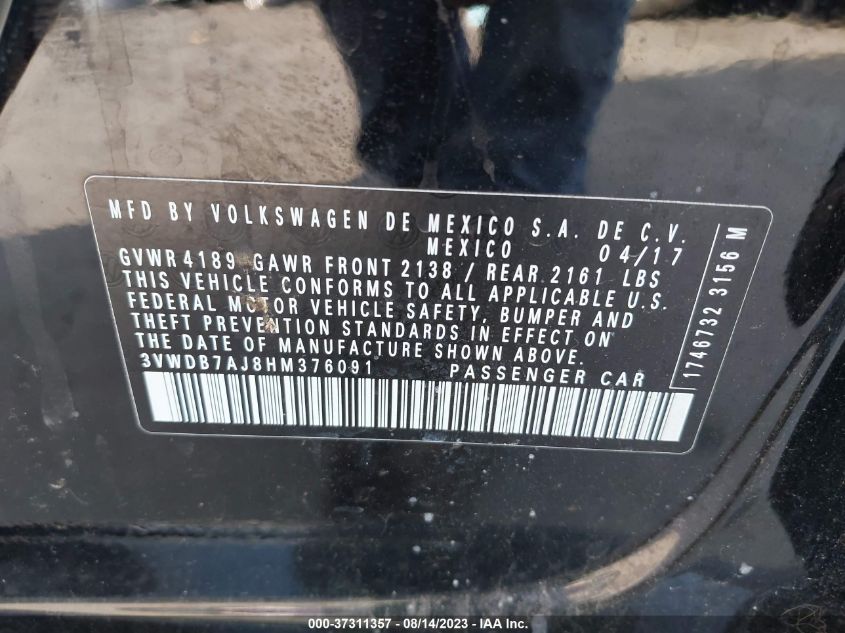 MFD BY VOLKSWAGEN DE MEXICO S.A. DE C.V.
MEXICO 04/17
GVWR 4189 GAWR FRONT 2138 / REAR 2161 LBS
THIS VEHICLE CONFORMS TO ALL APPLICABLE U.S.
FEDERAL MOTOR VEHICLE SAFETY, BUMPER AND
THEFT PREVENTION STANDARDS IN EFFECT ON
THE DATE OF MANUFACTURE SHOWN ABOVE.
3VWDB7AJ8HM376091 PASSENGER CAR
1746732 3156 M
000-37311357 - 08/14/2023 - IAA Inc.